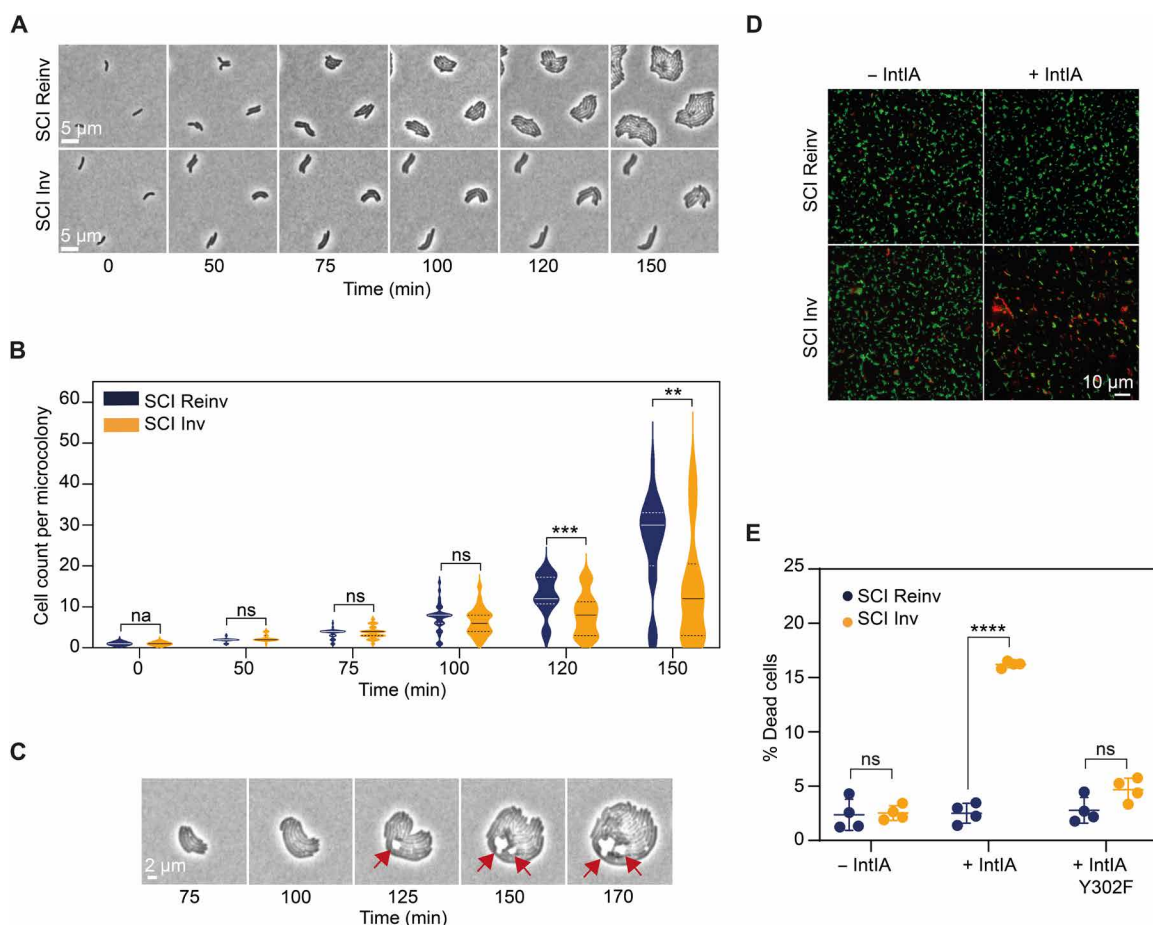 A
SCI Reinv
5 µm
SCI Inv
5 µm
0 50 75 100 120 150
Time (min)
B
Cell count per microcolony
60
50
40
30
20
10
0
SCI Reinv
SCI Inv
na
ns
ns
ns
***
**
0 50 75 100 120 150
Time (min)
C
2 µm
75 100 125 150 170
Time (min)
D
– IntIA + IntIA
SCI Reinv
SCI Inv
10 µm
E
% Dead cells
25
20
15
10
5
0
SCI Reinv
SCI Inv
ns
****
ns
– IntIA + IntIA + IntIA
Y302F